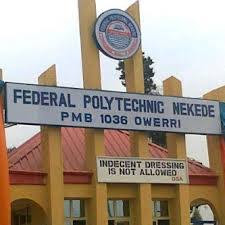 FEDERAL POLYTECHNIC NEKEDE
PMB 1036 OWERRI
INDECENT DRESSING
IS NOT ALLOWED